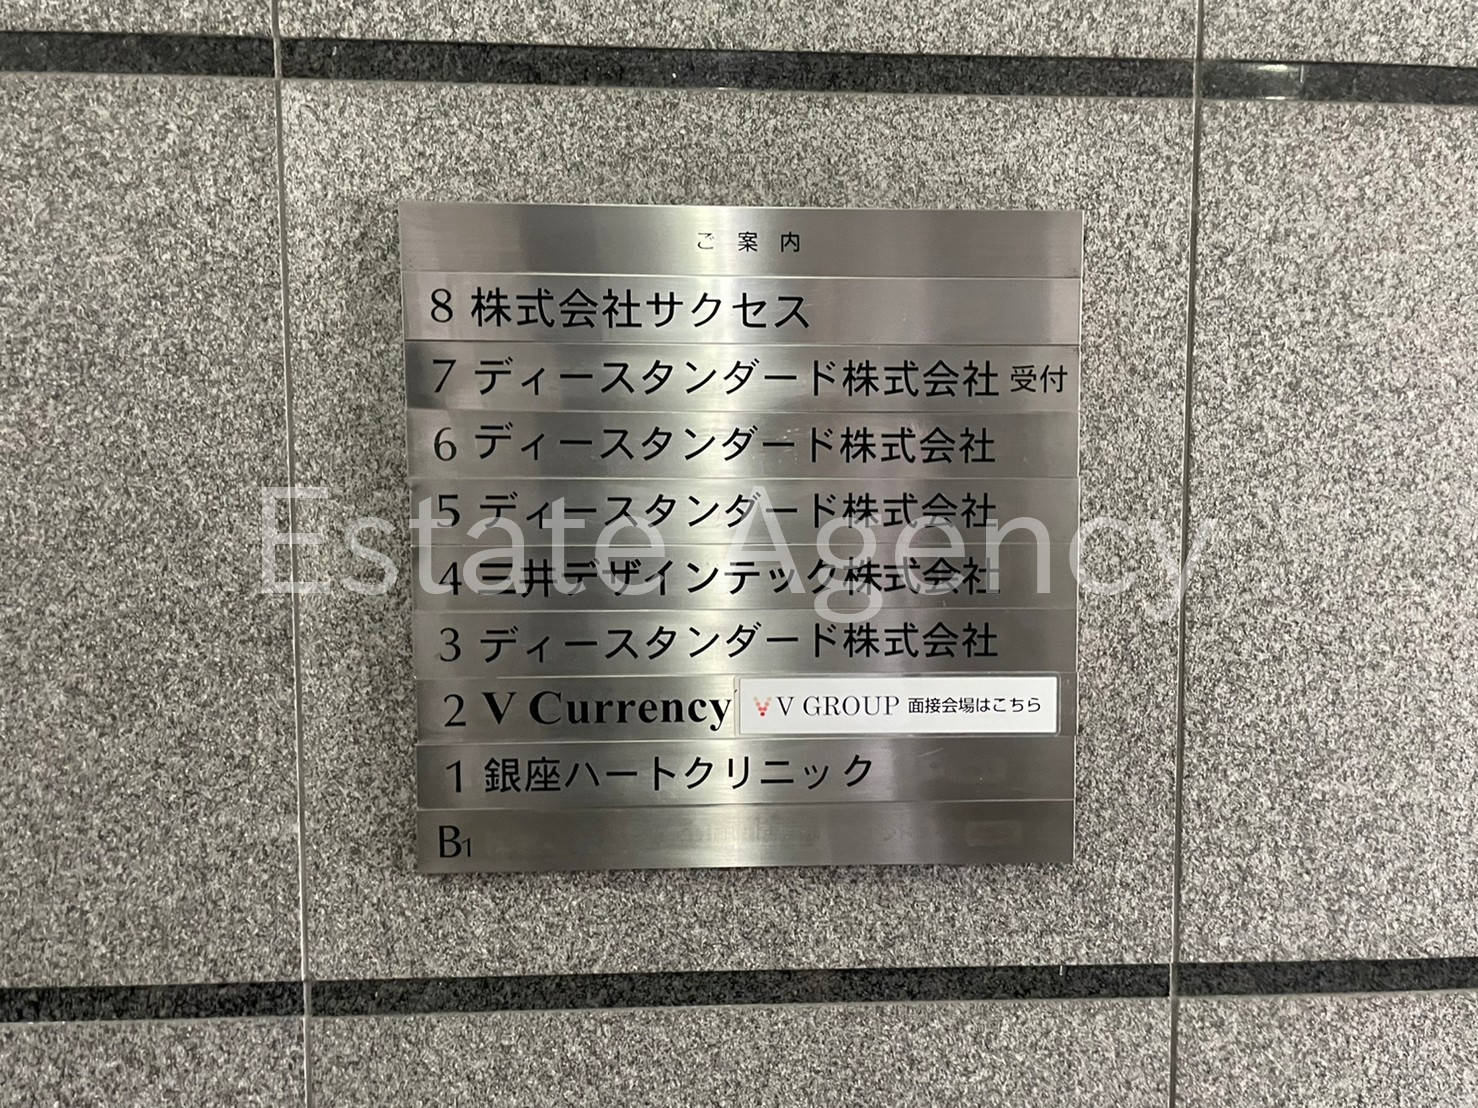 ご案内
8 株式会社サクセス
7 ディースタンダード株式会社 受付
6 ディースタンダード株式会社
5 ディースタンダード株式会社
Estate Agency
4 三井デザインテック株式会社
3 ディースタンダード株式会社
2 V Currency V GROUP 面接会場はこちら
1 銀座ハートクリニック
B1